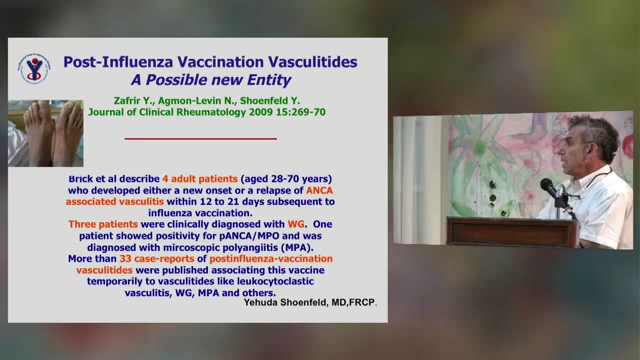 Post-Influenza Vaccination Vasculitides
A Possible new Entity
Zafrir Y., Agmon-Levin N., Shoenfeld Y.
Journal of Clinical Rheumatology 2009 15:269-70
Brick et al describe 4 adult patients (aged 28-70 years)
who developed either a new onset or a relapse of ANCA
associated vasculitis within 12 to 21 days subsequent to
influenza vaccination.
Three patients were clinically diagnosed with WG. One
patient showed positivity for pANCA/MPO and was
diagnosed with mircoscopic polyangiitis (MPA).
More than 33 case-reports of postinfluenza-vaccination
vasculitides were published associating this vaccine
temporarily to vasculitides like leukocytoclastic
vasculitis, WG, MPA and others.
Yehuda Shoenfeld, MD,FRCP.